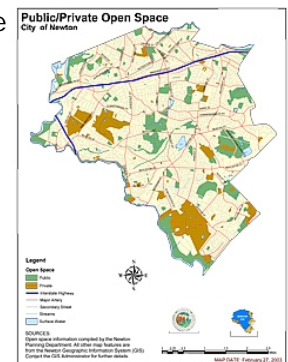 e
Public/Private Open Space
City of Newton
Legend
Open Space
Public
Private
Interstate Highway
Major Artery
Secondary Street
Streams
Surface Water
SOURCES:
Open space information compiled by the Newton
Planning Department. All other map features are
from the Newton Geographic Information System (GIS)
Contact the GIS Administrator for further details
MAP DATE: February 27, 2003